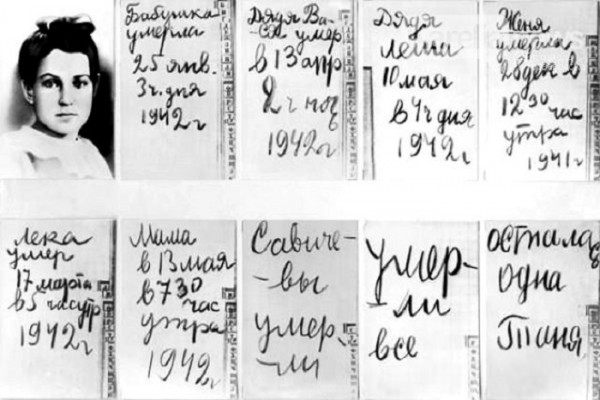 Бабушка
умерла
25 янв.
3ч. дня
1942г
Дядя Ва-
ся умер
в 13 апр
2ч ноч
1942г
Дядя
Леша
10 мая
в 4ч дня
1942г
Женя
умерла
28 дек в
12 30 час
утра
1941г
Лека
умер
17 марта
в 5 час утр
1942г
Мама
в 13 мая
в 7 30
час
утра
1942г
Савиче-
-вы
умер-
-ли
умер-
-ли
все
осталась
одна
Таня